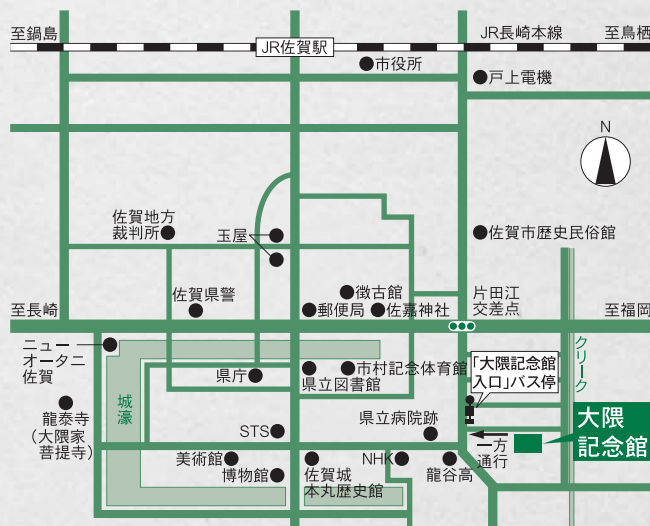 至鍋島
JR佐賀駅
JR長崎本線
至鳥栖
市役所
戸上電機
N
佐賀地方
裁判所
玉屋
佐賀市歴史民俗館
佐賀県警
徴古館
郵便局
佐嘉神社
片田江
交差点
至長崎
至福岡
ニュー
オータニ
佐賀
県庁
県立図書館
市村記念体育館
「大隈記念館
入口」バス停
クリーク
城濠
龍泰寺
(大隈家
菩提寺)
STS
県立病院跡
大隈
記念館
一方
通行
美術館
博物館
佐賀城
本丸歴史館
NHK
龍谷高